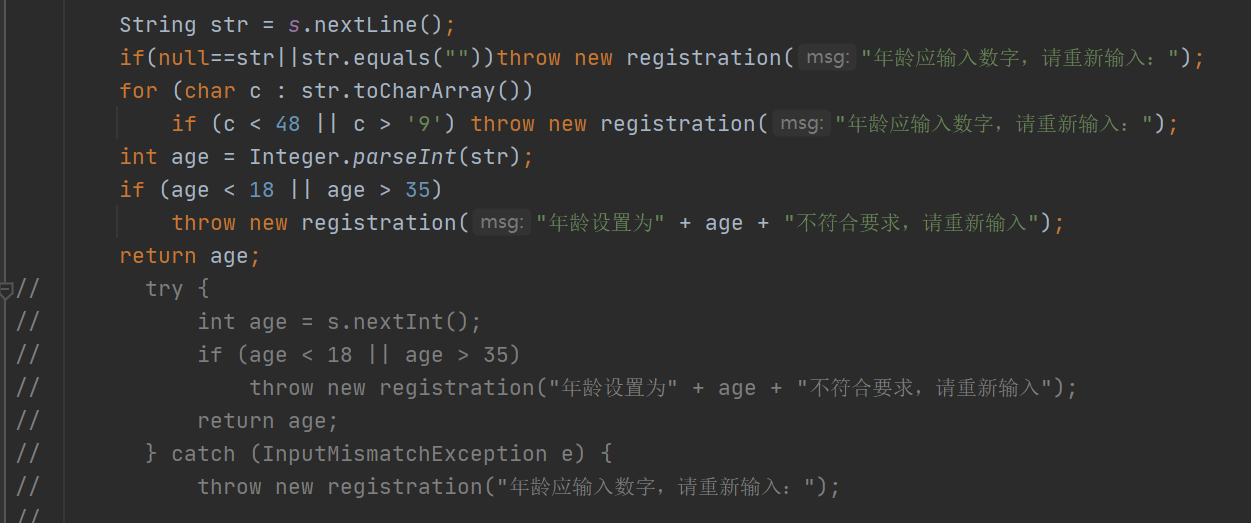 String str = s.nextLine();
if(null==str||str.equals(""))throw new registration( msg: "年龄应输入数字，请重新输入：");
for (char c : str.toCharArray())
if (c < 48 || c > '9') throw new registration( msg: "年龄应输入数字，请重新输入：");
int age = Integer.parseInt(str);
if (age < 18 || age > 35)
throw new registration( msg: "年龄设置为" + age + "不符合要求，请重新输入");
return age;
// try {
// int age = s.nextInt();
// if (age < 18 || age > 35)
// throw new registration("年龄设置为" + age + "不符合要求，请重新输入");
// return age;
// } catch (InputMismatchException e) {
// throw new registration("年龄应输入数字，请重新输入：");
//